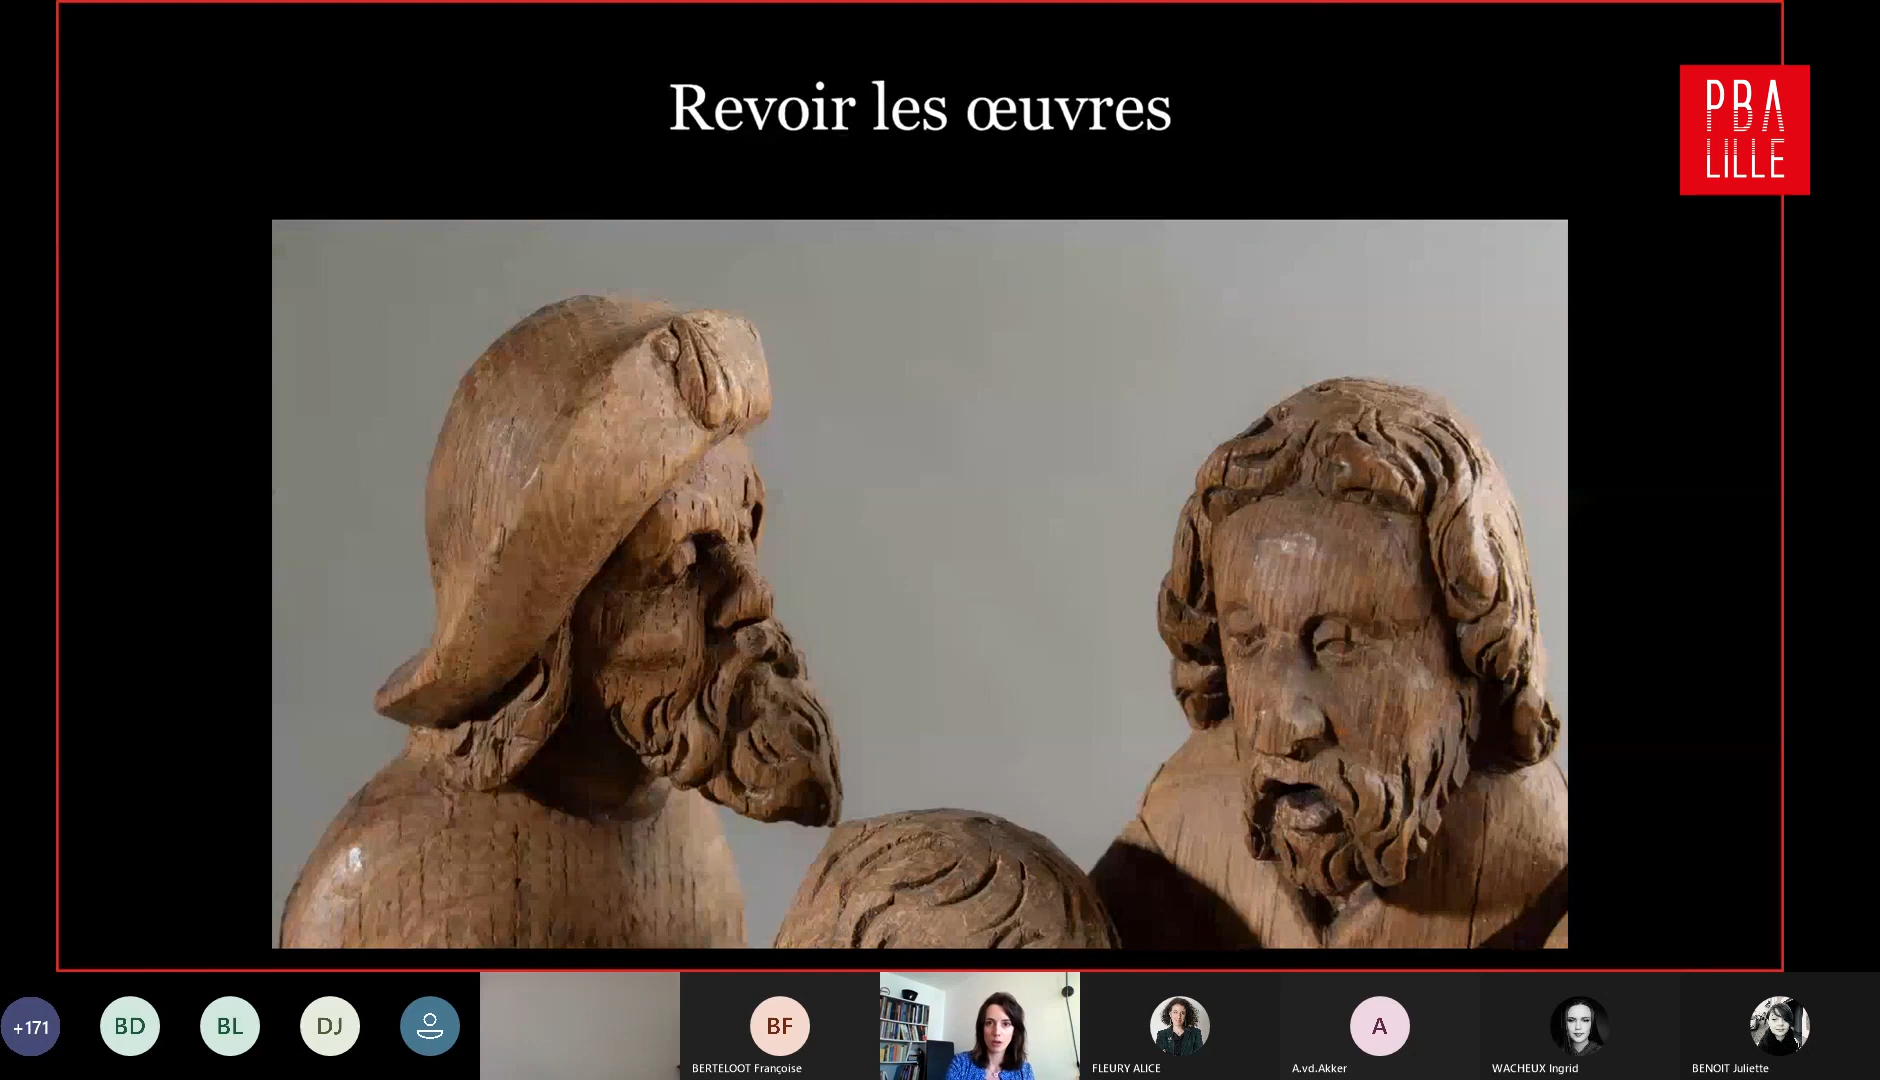 Revoir les œuvres
PBA
LILLE
+171
BD
BL
DJ
BF
A
BERTELOOT Françoise
FLEURY ALICE
A.vd.Akker
WACHEUX Ingrid
BENOIT Juliette